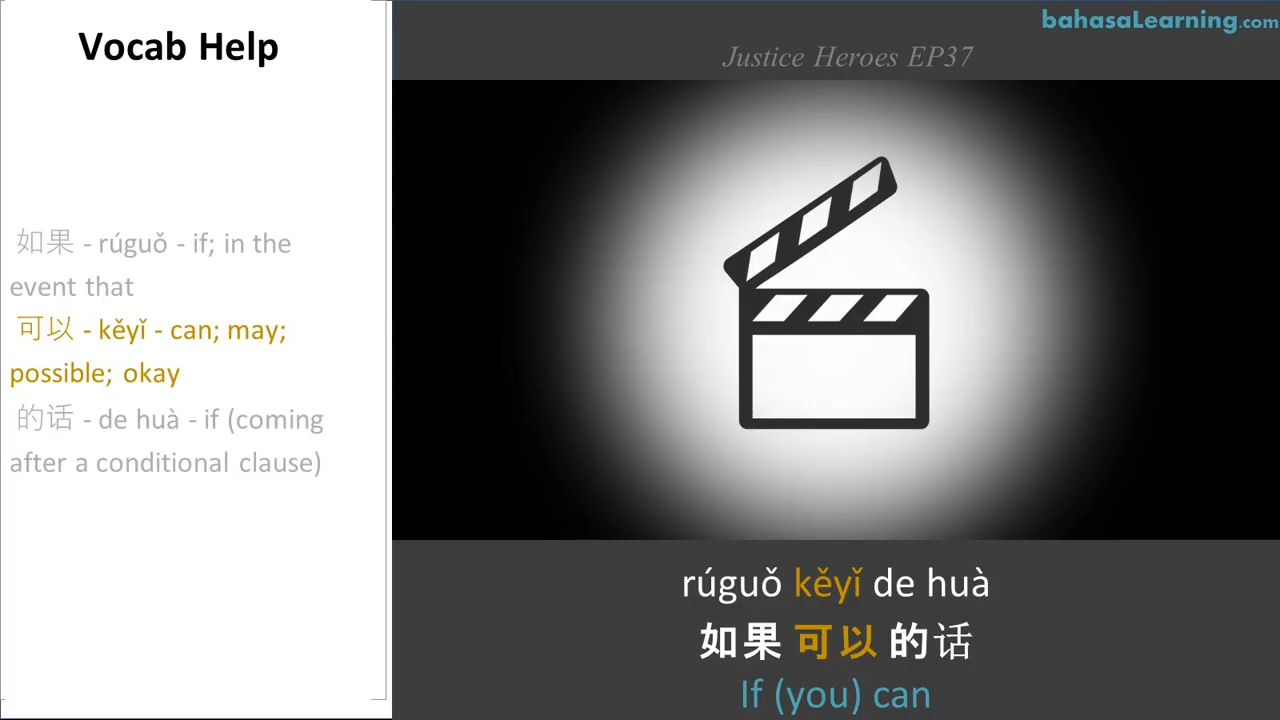 Vocab Help
如果 - rúguǒ - if; in the
event that
可以 - kěyǐ - can; may;
possible; okay
的话 - de huà - if (coming
after a conditional clause)
bahasaLearning.com
Justice Heroes EP37
rúguǒ kěyǐ de huà
如果 可以 的话
If (you) can